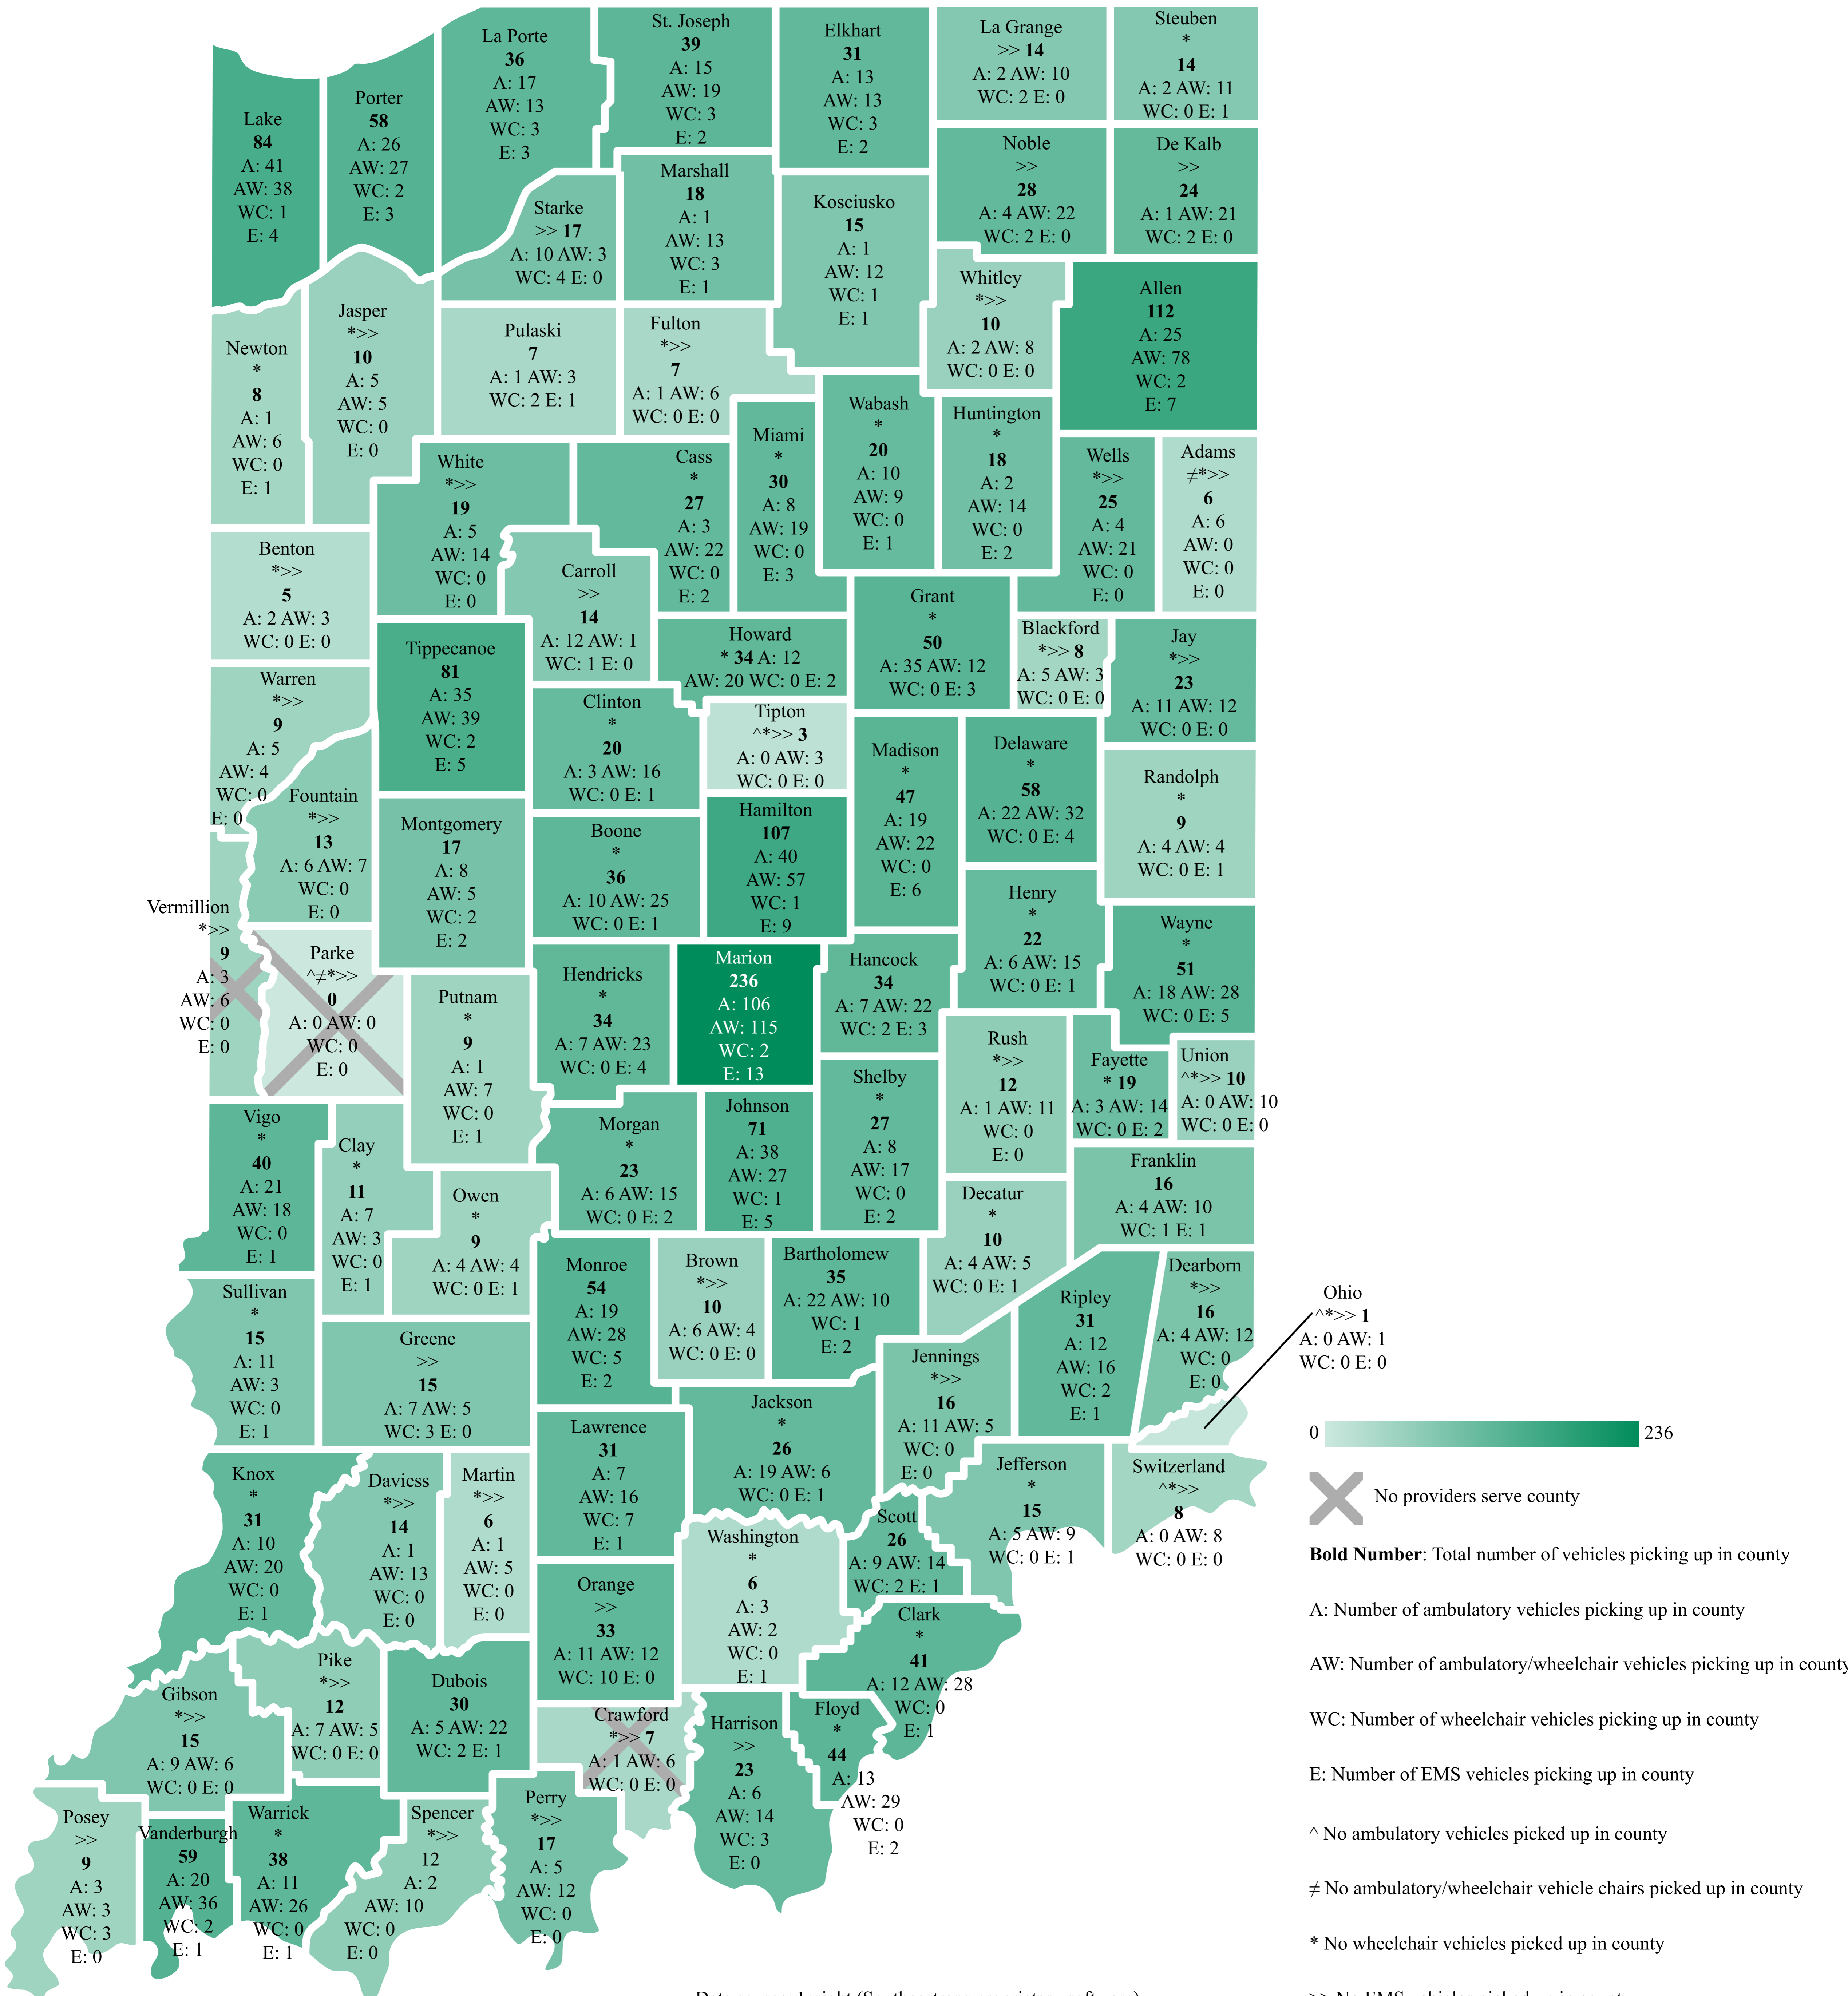 La Porte
36
A: 17
AW: 13
WC: 3
E: 3
St. Joseph
39
A: 15
AW: 19
WC: 3
E: 2
Elkhart
31
A: 13
AW: 13
WC: 3
E: 2
La Grange
>> 14
A: 2 AW: 10
WC: 2 E: 0
Steuben
*
14
A: 2 AW: 11
WC: 0 E: 1
Lake
84
A: 41
AW: 38
WC: 1
E: 4
Porter
58
A: 26
AW: 27
WC: 2
E: 3
Noble
>>
28
A: 4 AW: 22
WC: 2 E: 0
De Kalb
>>
24
A: 1 AW: 21
WC: 2 E: 0
Starke
>> 17
A: 10 AW: 3
WC: 4 E: 0
Marshall
18
A: 1
AW: 13
WC: 3
E: 1
Kosciusko
15
A: 1
AW: 12
WC: 1
E: 1
Whitley
*>>
10
A: 2 AW: 8
WC: 0 E: 0
Allen
112
A: 25
AW: 78
WC: 2
E: 7
Newton
*
8
A: 1
AW: 6
WC: 0
E: 1
Jasper
*>>
10
A: 5
AW: 5
WC: 0
E: 0
Pulaski
7
A: 1 AW: 3
WC: 2 E: 1
Fulton
*>>
7
A: 1 AW: 6
WC: 0 E: 0
White
*>>
19
A: 5
AW: 14
WC: 0
E: 0
Cass
*
27
A: 3
AW: 22
WC: 0
E: 2
Miami
*
30
A: 8
AW: 19
WC: 0
E: 3
Wabash
*
20
A: 10
AW: 9
WC: 0
E: 1
Huntington
*
18
A: 2
AW: 14
WC: 0
E: 2
Wells
*>>
25
A: 4
AW: 21
WC: 0
E: 0
Adams
≠*>>
6
A: 6
AW: 0
WC: 0
E: 0
Benton
*>>
5
A: 2 AW: 3
WC: 0 E: 0
Carroll
>>
14
A: 12 AW: 1
WC: 1 E: 0
Tippecanoe
81
A: 35
AW: 39
WC: 2
E: 5
Howard
* 34 A: 12
AW: 20 WC: 0 E: 2
Grant
*
50
A: 35 AW: 12
WC: 0 E: 3
Blackford
*>> 8
A: 5 AW: 3
WC: 0 E: 0
Jay
*>>
23
A: 11 AW: 12
WC: 0 E: 0
Warren
*>>
9
A: 5
AW: 4
WC: 0
E: 0
Clinton
*
20
A: 3 AW: 16
WC: 0 E: 1
Tipton
^*>> 3
A: 0 AW: 3
WC: 0 E: 0
Madison
*
47
A: 19
AW: 22
WC: 0
E: 6
Delaware
*
58
A: 22 AW: 32
WC: 0 E: 4
Randolph
*
9
A: 4 AW: 4
WC: 0 E: 1
Fountain
*>>
13
A: 6 AW: 7
WC: 0
E: 0
Montgomery
17
A: 8
AW: 5
WC: 2
E: 2
Boone
*
36
A: 10 AW: 25
WC: 0 E: 1
Hamilton
107
A: 40
AW: 57
WC: 1
E: 9
Henry
*
22
A: 6 AW: 15
WC: 0 E: 1
Wayne
*
51
A: 18 AW: 28
WC: 0 E: 5
Vermillion
*>>
9
A: 3
AW: 6
WC: 0
E: 0
Parke
^≠*>>
0
A: 0 AW: 0
WC: 0
E: 0
Putnam
*
9
A: 1
AW: 7
WC: 0
E: 1
Hendricks
*
34
A: 7 AW: 23
WC: 0 E: 4
Marion
236
A: 106
AW: 115
WC: 2
E: 13
Hancock
34
A: 7 AW: 22
WC: 2 E: 3
Rush
*>>
12
A: 1 AW: 11
WC: 0
E: 0
Fayette
* 19
A: 3 AW: 14
WC: 0 E: 2
Union
^*>> 10
A: 0 AW: 10
WC: 0 E: 0
Shelby
*
27
A: 8
AW: 17
WC: 0
E: 2
Vigo
*
40
A: 21
AW: 18
WC: 0
E: 1
Clay
*
11
A: 7
AW: 3
WC: 0
E: 1
Morgan
*
23
A: 6 AW: 15
WC: 0 E: 2
Johnson
71
A: 38
AW: 27
WC: 1
E: 5
Franklin
16
A: 4 AW: 10
WC: 1 E: 1
Owen
*
9
A: 4 AW: 4
WC: 0 E: 1
Decatur
*
10
A: 4 AW: 5
WC: 0 E: 1
Monroe
54
A: 19
AW: 28
WC: 5
E: 2
Brown
*>>
10
A: 6 AW: 4
WC: 0 E: 0
Bartholomew
35
A: 22 AW: 10
WC: 1
E: 2
Dearborn
*>>
16
A: 4 AW: 12
WC: 0
E: 0
Ripley
31
A: 12
AW: 16
WC: 2
E: 1
Ohio
^*>> 1
A: 0 AW: 1
WC: 0 E: 0
Sullivan
*
15
A: 11
AW: 3
WC: 0
E: 1
Greene
>>
15
A: 7 AW: 5
WC: 3 E: 0
Jennings
*>>
16
A: 11 AW: 5
WC: 0
E: 0
Jackson
*
26
A: 19 AW: 6
WC: 0 E: 1
Lawrence
31
A: 7
AW: 16
WC: 7
E: 1
Jefferson
*
15
A: 5 AW: 9
WC: 0 E: 1
Switzerland
^*>>
8
A: 0 AW: 8
WC: 0 E: 0
Knox
*
31
A: 10
AW: 20
WC: 0
E: 1
Daviess
*>>
14
A: 1
AW: 13
WC: 0
E: 0
Martin
*>>
6
A: 1
AW: 5
WC: 0
E: 0
Scott
26
A: 9 AW: 14
WC: 2 E: 1
Washington
*
6
A: 3
AW: 2
WC: 0
E: 1
Orange
>>
33
A: 11 AW: 12
WC: 10 E: 0
Clark
*
41
A: 12 AW: 28
WC: 0
E: 1
Pike
*>>
12
A: 7 AW: 5
WC: 0 E: 0
Dubois
30
A: 5 AW: 22
WC: 2 E: 1
Gibson
*>>
15
A: 9 AW: 6
WC: 0 E: 0
Crawford
*>> 7
A: 1 AW: 6
WC: 0 E: 0
Harrison
>>
23
A: 6
AW: 14
WC: 3
E: 0
Floyd
*
44
A: 13
AW: 29
WC: 0
E: 2
Posey
>>
9
A: 3
AW: 3
WC: 3
E: 0
Vanderburgh
59
A: 20
AW: 36
WC: 2
E: 1
Warrick
*
38
A: 11
AW: 26
WC: 0
E: 1
Spencer
*>>
12
A: 2
AW: 10
WC: 0
E: 0
Perry
*>>
17
A: 5
AW: 12
WC: 0
E: 0
0 236
No providers serve county
Bold Number: Total number of vehicles picking up in county
A: Number of ambulatory vehicles picking up in county
AW: Number of ambulatory/wheelchair vehicles picking up in county
WC: Number of wheelchair vehicles picking up in county
E: Number of EMS vehicles picking up in county
^ No ambulatory vehicles picked up in county
≠ No ambulatory/wheelchair vehicle chairs picked up in county
* No wheelchair vehicles picked up in county
>> No EMS vehicles picked up in county
Data source: Insight (Southeastrans proprietary software)